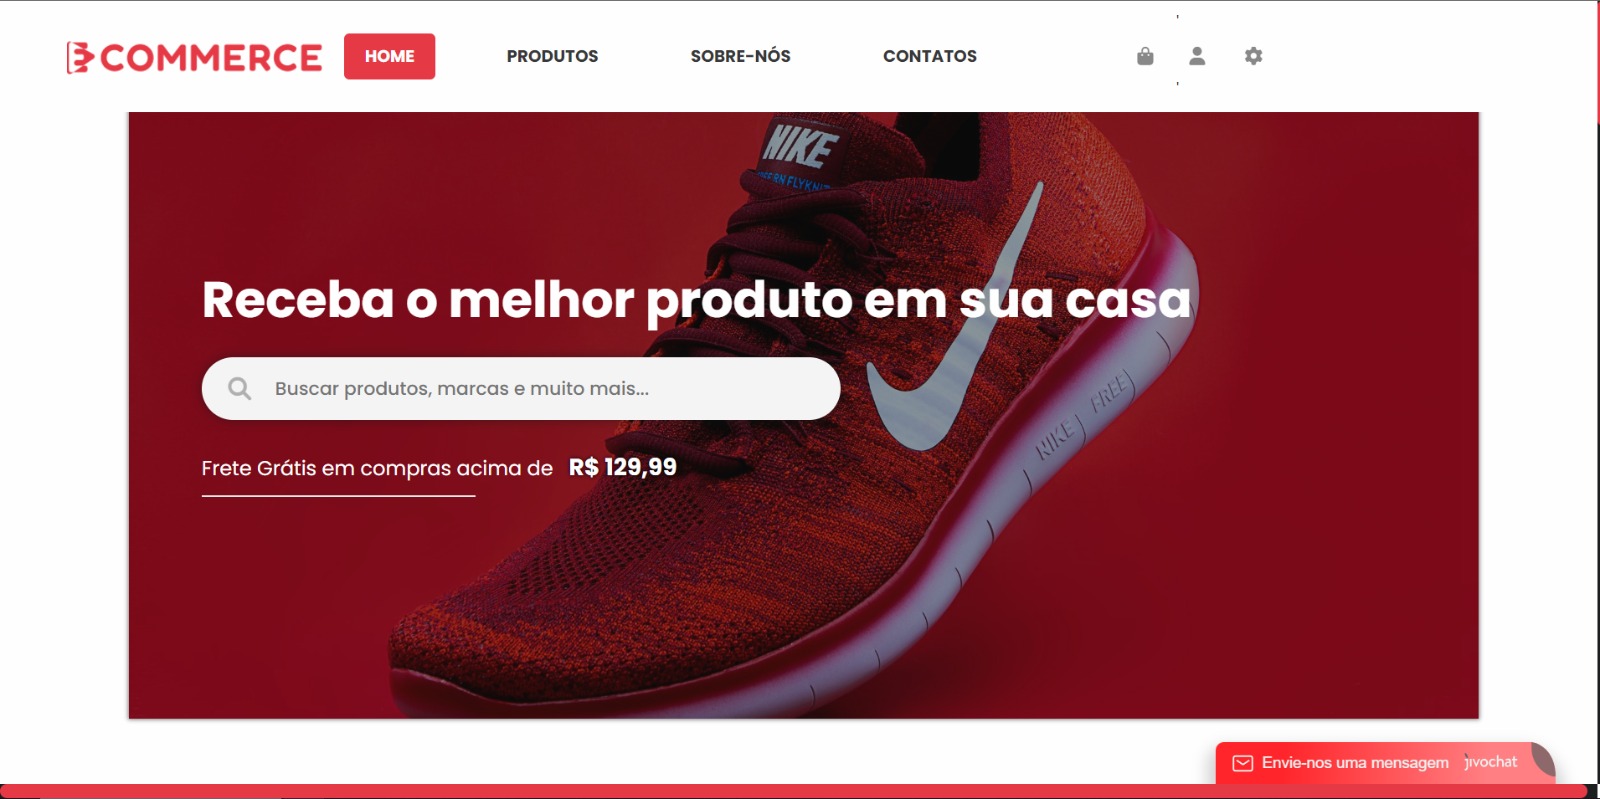 COMMERCE
HOME
PRODUTOS
SOBRE-NÓS
CONTATOS
NIKE
Receba o melhor produto em sua casa
Buscar produtos, marcas e muito mais...
NIKE FREE
Frete Grátis em compras acima de R$ 129,99
Envie-nos uma mensagem jivochat